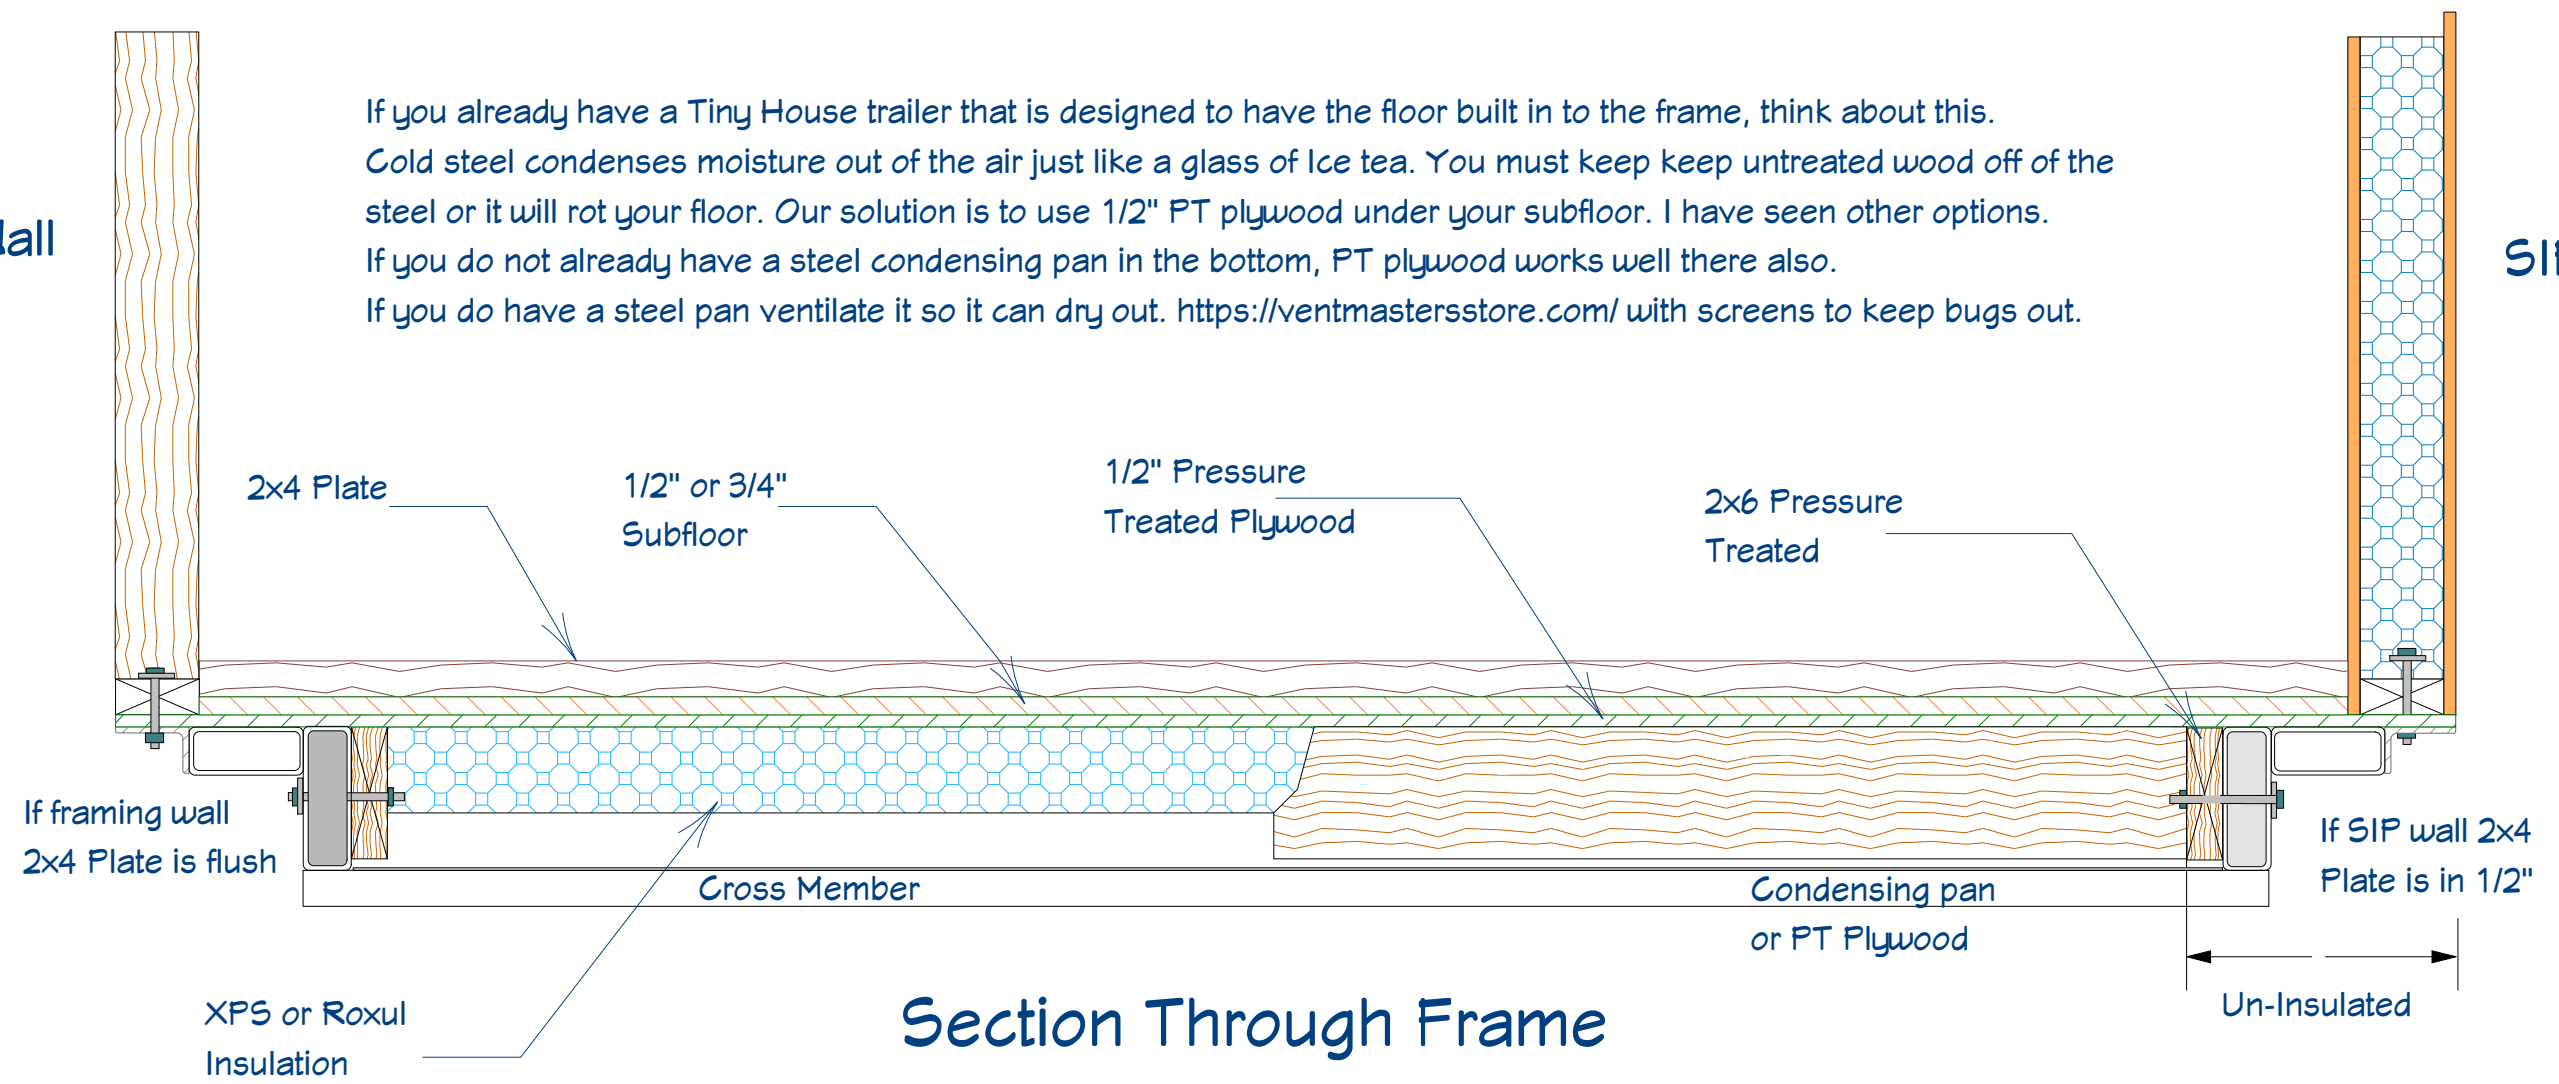 If you already have a Tiny House trailer that is designed to have the floor built in to the frame, think about this.
Cold steel condenses moisture out of the air just like a glass of Ice tea. You must keep keep untreated wood off of the
steel or it will rot your floor. Our solution is to use 1/2" PT plywood under your subfloor. I have seen other options.
If you do not already have a steel condensing pan in the bottom, PT plywood works well there also.
If you do have a steel pan ventilate it so it can dry out. https://ventmastersstore.com/ with screens to keep bugs out.
2x4 Plate
1/2" or 3/4"
Subfloor
1/2" Pressure
Treated Plywood
2x6 Pressure
Treated
If framing wall
2x4 Plate is flush
If SIP wall 2x4
Plate is in 1/2"
Cross Member
Condensing pan
or PT Plywood
XPS or Roxul
Insulation
Section Through Frame
Un-Insulated